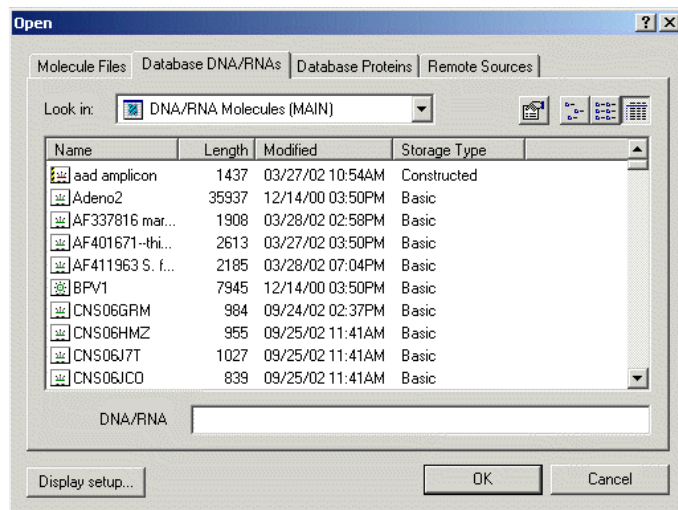 Open
Molecule Files Database DNA/RNAs Database Proteins Remote Sources
Look in: DNA/RNA Molecules (MAIN)
Name Length Modified Storage Type
aad amplicon 1437 03/27/02 10:54AM Constructed
Adeno2 35937 12/14/00 03:50PM Basic
AF337816 mar... 1908 03/28/02 02:58PM Basic
AF401671--thi... 2613 03/27/02 03:50PM Basic
AF411963 S. f... 2185 03/28/02 07:04PM Basic
BPV1 7945 12/14/00 03:50PM Basic
CNS06GRM 984 09/24/02 02:37PM Basic
CNS06HMZ 955 09/25/02 11:41AM Basic
CNS06J7T 1027 09/25/02 11:41AM Basic
CNS06JCO 839 09/25/02 11:41AM Basic
DNA/RNA
Display setup... OK Cancel